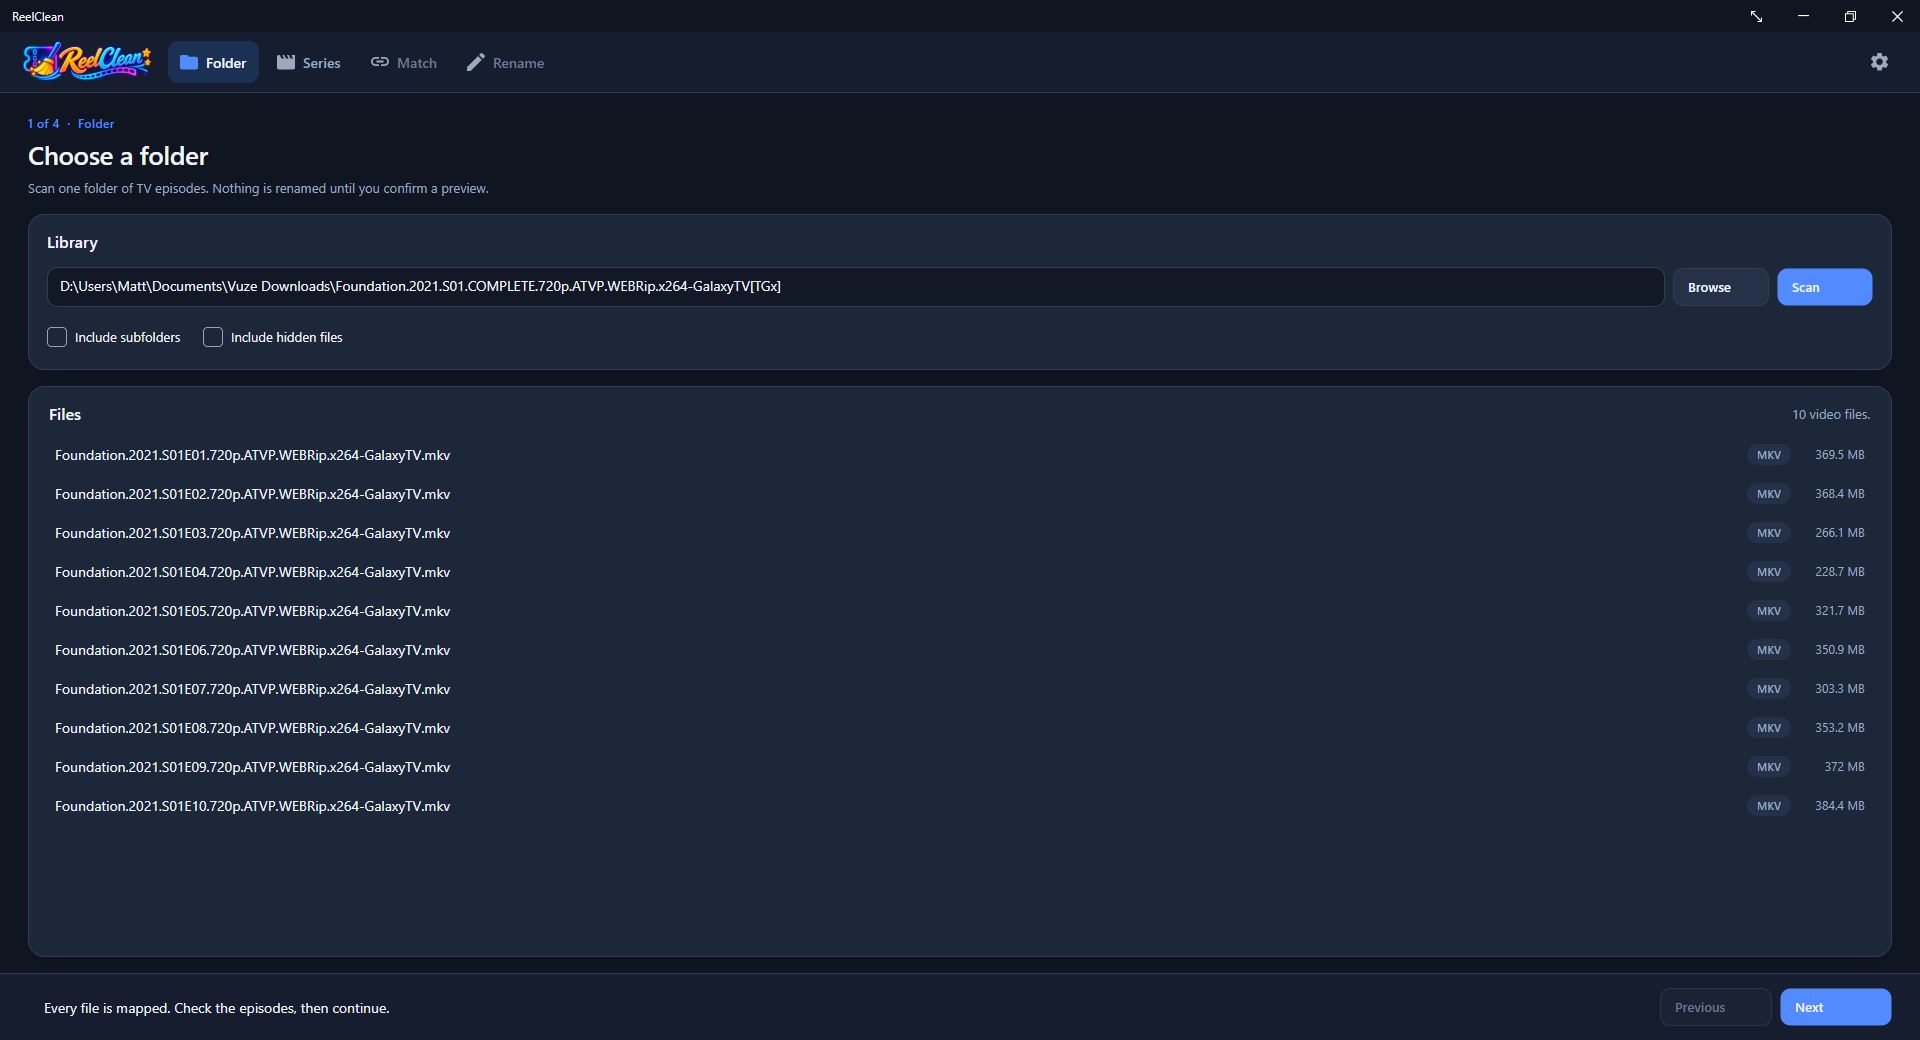 ReelClean
ReelClean Folder Series Match Rename
1 of 4 · Folder
Choose a folder
Scan one folder of TV episodes. Nothing is renamed until you confirm a preview.
Library
D:\Users\Matt\Documents\Vuze Downloads\Foundation.2021.S01.COMPLETE.720p.ATVP.WEBRip.x264-GalaxyTV[TGx] Browse Scan
Include subfolders Include hidden files
Files 10 video files.
Foundation.2021.S01E01.720p.ATVP.WEBRip.x264-GalaxyTV.mkv MKV 369.5 MB
Foundation.2021.S01E02.720p.ATVP.WEBRip.x264-GalaxyTV.mkv MKV 368.4 MB
Foundation.2021.S01E03.720p.ATVP.WEBRip.x264-GalaxyTV.mkv MKV 266.1 MB
Foundation.2021.S01E04.720p.ATVP.WEBRip.x264-GalaxyTV.mkv MKV 228.7 MB
Foundation.2021.S01E05.720p.ATVP.WEBRip.x264-GalaxyTV.mkv MKV 321.7 MB
Foundation.2021.S01E06.720p.ATVP.WEBRip.x264-GalaxyTV.mkv MKV 350.9 MB
Foundation.2021.S01E07.720p.ATVP.WEBRip.x264-GalaxyTV.mkv MKV 303.3 MB
Foundation.2021.S01E08.720p.ATVP.WEBRip.x264-GalaxyTV.mkv MKV 353.2 MB
Foundation.2021.S01E09.720p.ATVP.WEBRip.x264-GalaxyTV.mkv MKV 372 MB
Foundation.2021.S01E10.720p.ATVP.WEBRip.x264-GalaxyTV.mkv MKV 384.4 MB
Every file is mapped. Check the episodes, then continue. Previous Next